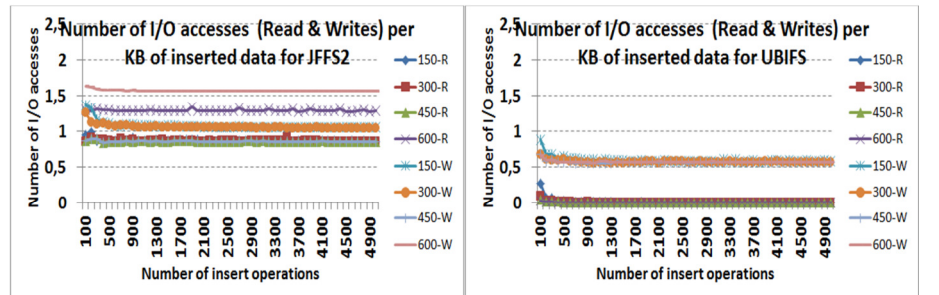 Number of I/O accesses (Read & Writes) per
KB of inserted data for JFFS2
Number of I/O accesses
2,5
2
1,5
1
0,5
0
100
500
900
1300
1700
2100
2500
2900
3300
3700
4100
4500
4900
Number of insert operations
150-R
300-R
450-R
600-R
150-W
300-W
450-W
600-W
Number of I/O accesses (Read & Writes) per
KB of inserted data for UBIFS
Number of I/O accesses
2,5
2
1,5
1
0,5
0
100
500
900
1300
1700
2100
2500
2900
3300
3700
4100
4500
4900
Number of insert operations
150-R
300-R
450-R
600-R
150-W
300-W
450-W
600-W